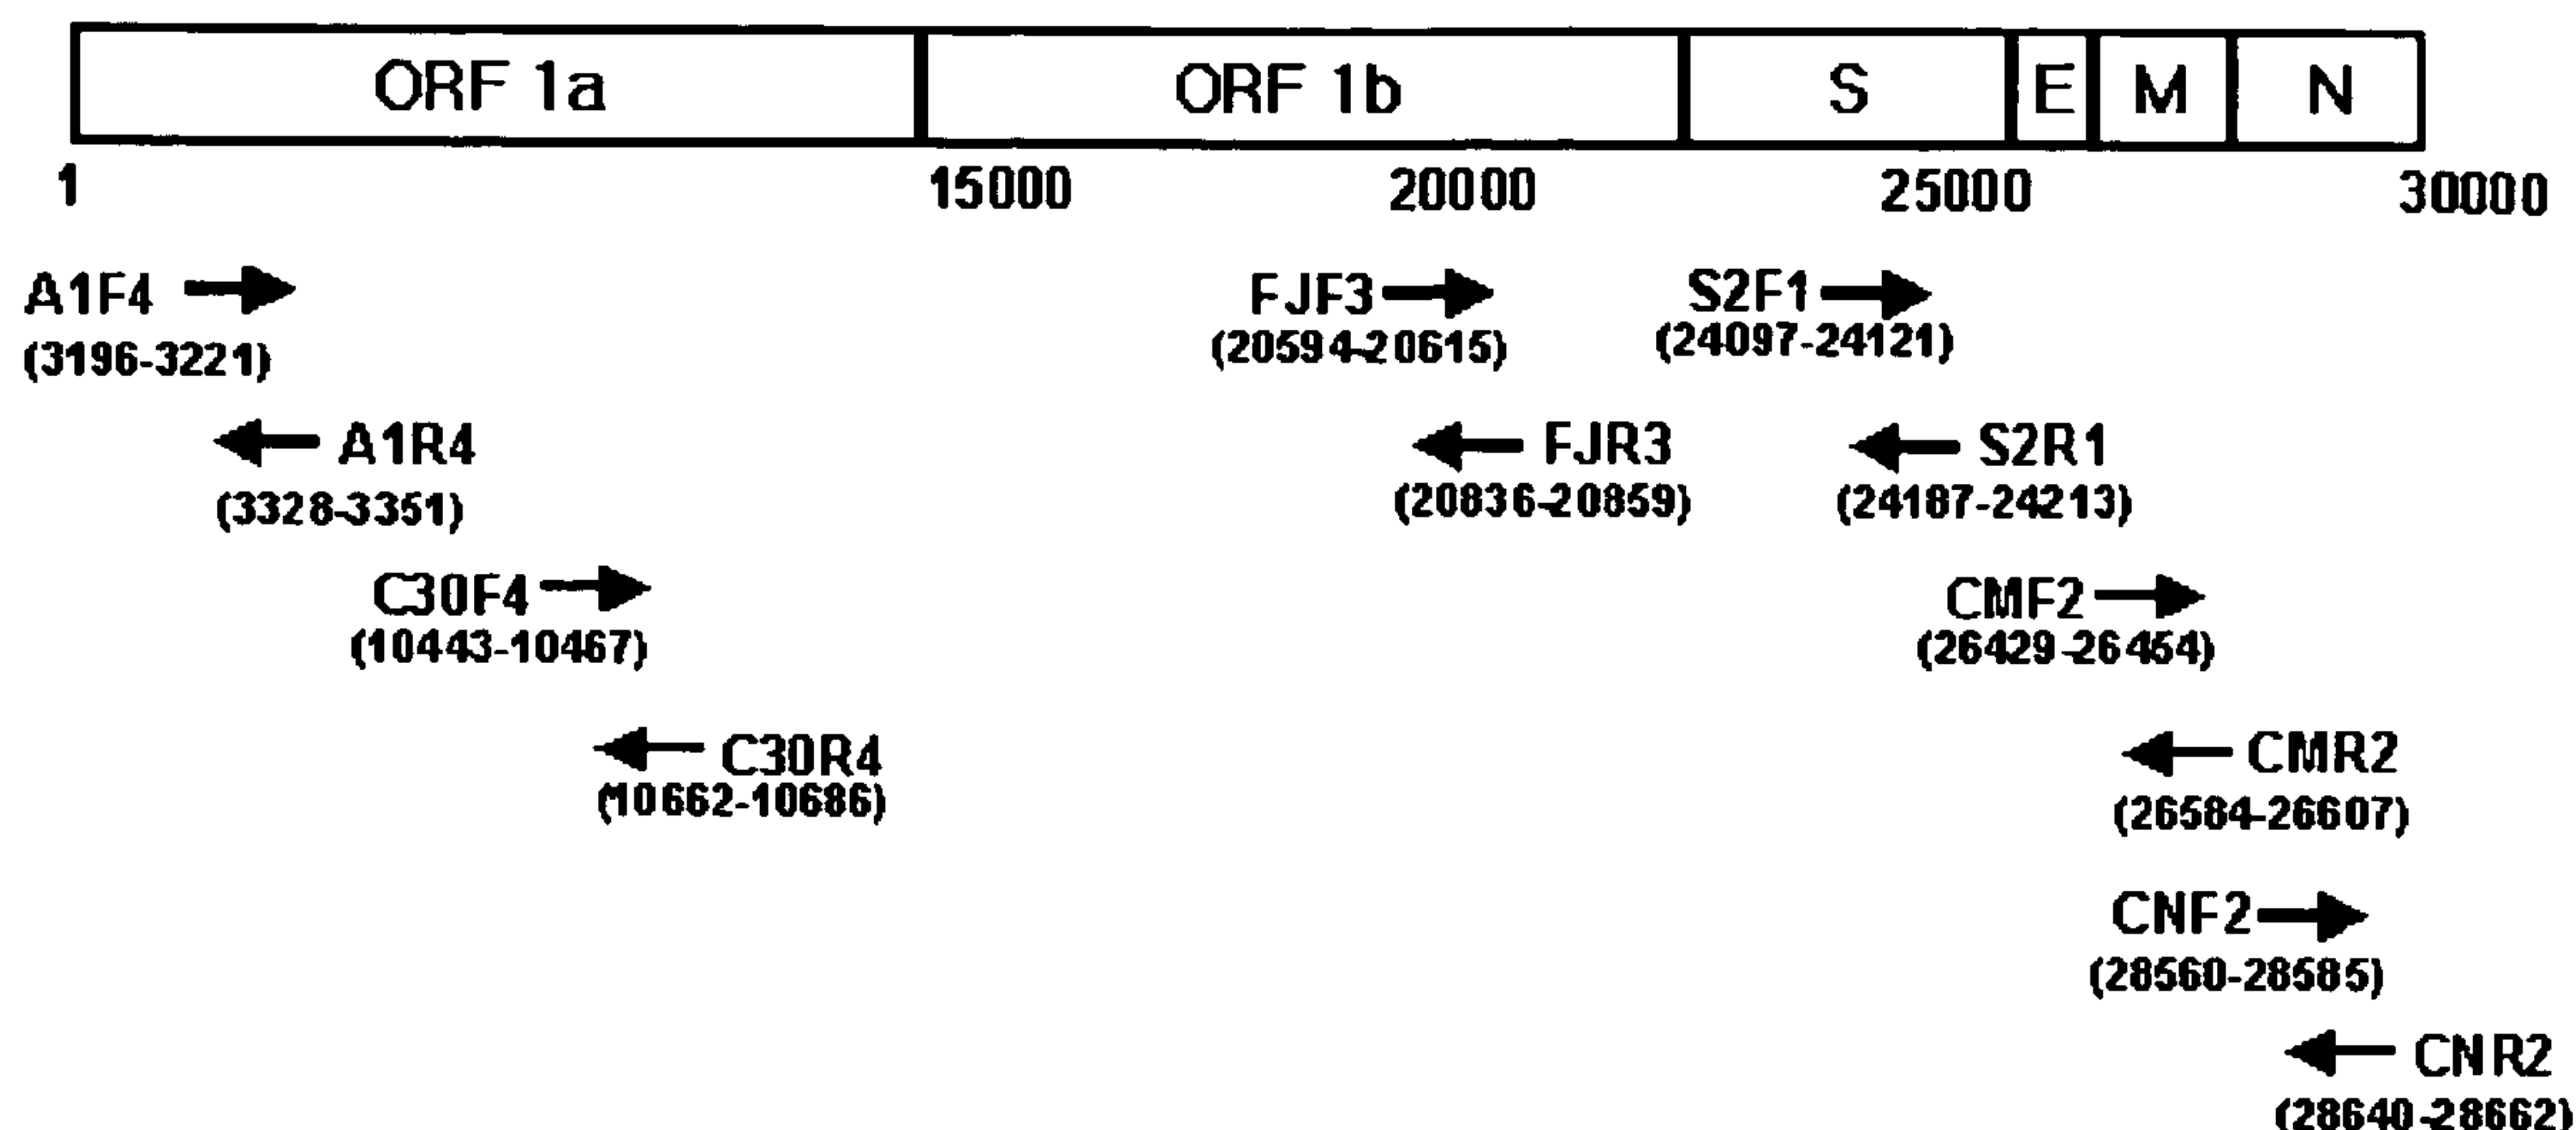 ORF 1a ORF 1b S E M N
1 15000 20000 25000 30000
A1F4 FJF3 S2F1
(3196-3221) (20594-20615) (24097-24121)
A1R4 FJR3 S2R1
(3328-3351) (20836-20859) (24187-24213)
C30F4 CMF2
(10443-10467) (26429-26454)
C30R4 CMR2
(10662-10686) (26584-26607)
CNF2
(28560-28585)
CNR2
(28640-28662)